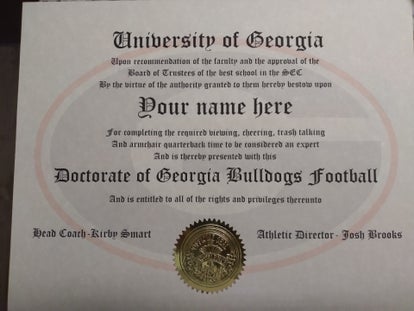 University of Georgia
Upon recommendation of the faculty and the approval of the
Board of Trustees of the best school in the SEC
By the virtue of the authority granted to them hereby bestow upon
Your name here
For completing the required viewing, cheering, trash talking
And armchair quarterback time to be considered an expert
And is thereby presented with this
Doctorate of Georgia Bulldogs Football
And is entitled to all of the rights and privileges thereunto
Head Coach-Kirby Smart
Athletic Director - Josh Brooks